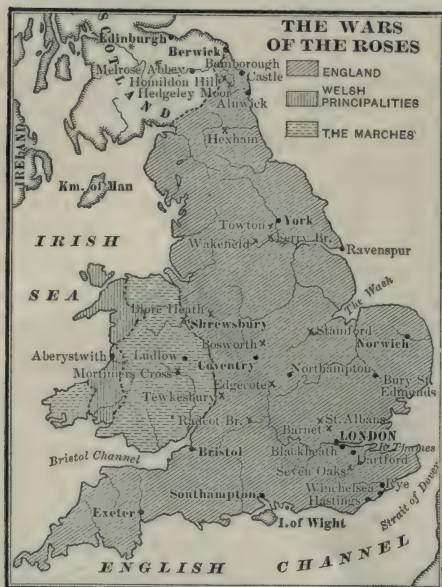 THE WARS
OF THE ROSES
ENGLAND
WELSH
PRINCIPALITIES
THE MARCHES
SCOTLAND
Edinburgh
Berwick
Melrose Abbey
Bamborough
Castle
Homildon Hill
Hedgeley Moor
Alnwick
Hexham
IRELAND
Km. of Man
IRISH
SEA
Towton
York
Wakefield
Ferry Br.
Ravenspur
The Wash
Blore Heath
Shrewsbury
Stamford
Norwich
Bosworth
Aberystwith
Ludlow
Coventry
Northampton
Bury St.
Edmonds
Mortimers Cross
Edgecote
Tewkesbury
Radcot Br.
St. Albans
Barnet
LONDON
Bristol Channel
Bristol
Blackheath
Dartford
R. Thames
Seven Oaks
Winchelsea
Rye
Hastings
Strait of Dover
Southampton
Exeter
I. of Wight
ENGLISH CHANNEL